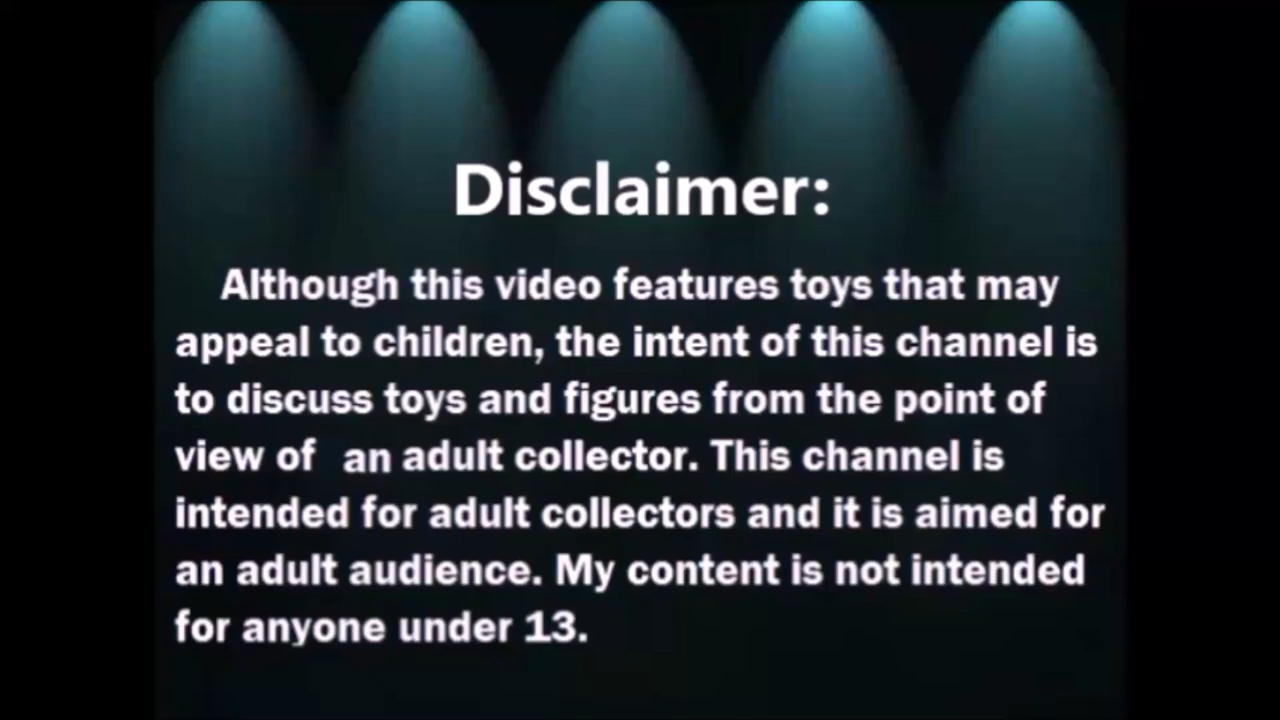 Disclaimer:
Although this video features toys that may
appeal to children, the intent of this channel is
to discuss toys and figures from the point of
view of an adult collector. This channel is
intended for adult collectors and it is aimed for
an adult audience. My content is not intended
for anyone under 13.